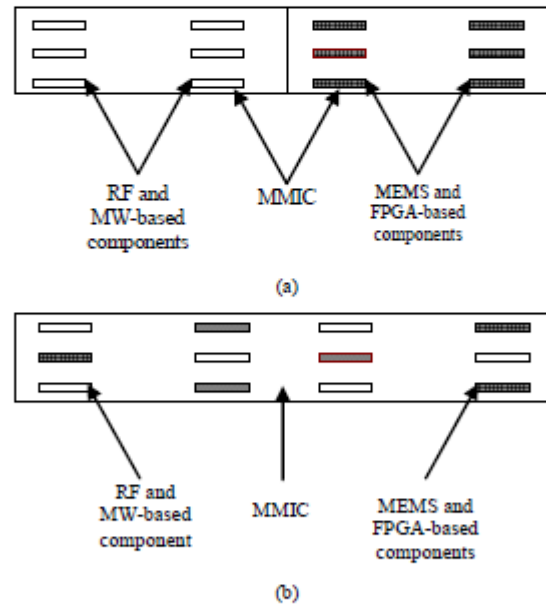 RF and
MW-based
components
MMIC
MEMS and
FPGA-based
components
(a)
RF and
MW-based
component
MMIC
MEMS and
FPGA-based
components
(b)